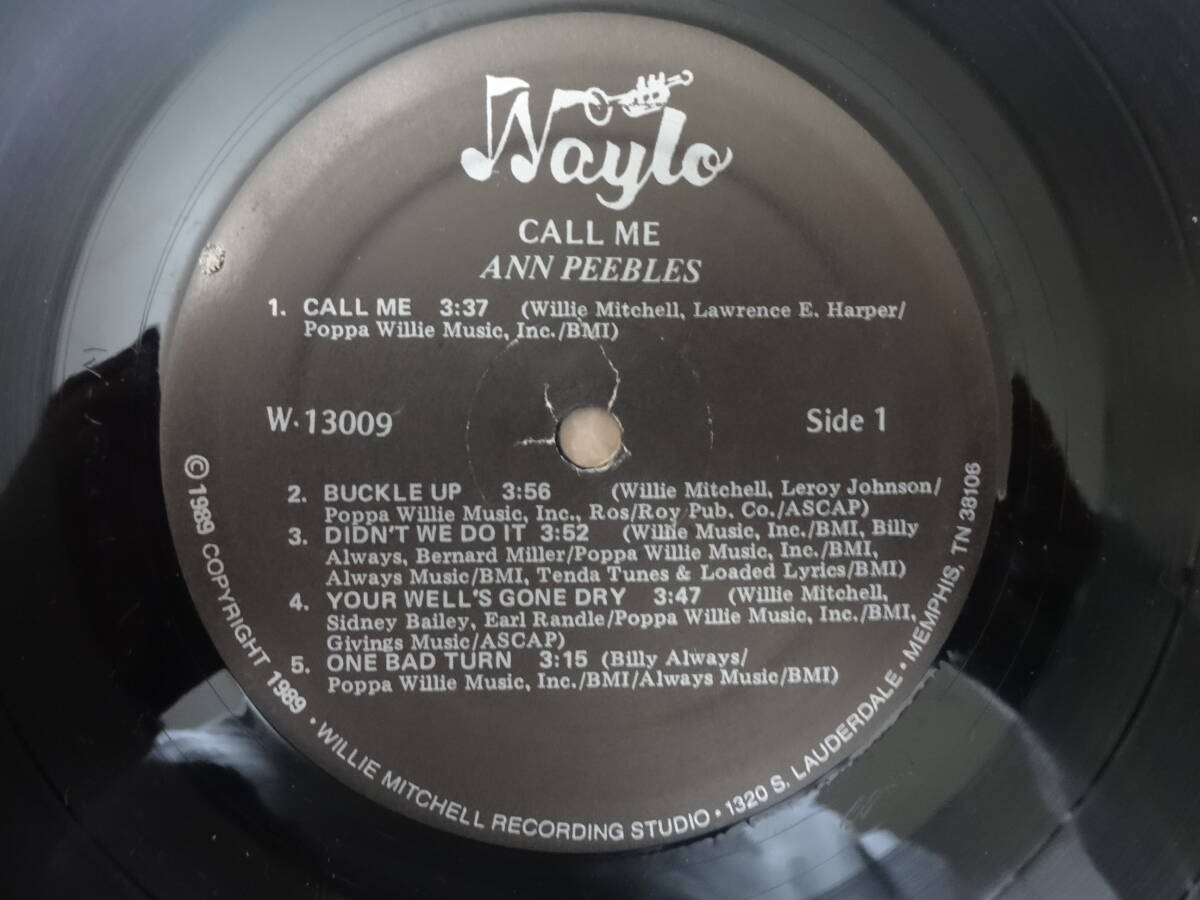 Waylo
CALL ME
ANN PEEBLES
1. CALL ME 3:37 (Willie Mitchell, Lawrence E. Harper/
Poppa Willie Music, Inc./BMI)
W-13009
Side 1
2. BUCKLE UP 3:56 (Willie Mitchell, Leroy Johnson/
Poppa Willie Music, Inc., Ros/Roy Pub. Co./ASCAP)
3. DIDN'T WE DO IT 3:52 (Willie Music, Inc./BMI, Billy
Always, Bernard Miller/Poppa Willie Music, Inc./BMI,
Always Music/BMI, Tenda Tunes & Loaded Lyrics/BMI)
4. YOUR WELL'S GONE DRY 3:47 (Willie Mitchell,
Sidney Bailey, Earl Randle/Poppa Willie Music, Inc./BMI,
Givings Music/ASCAP)
5. ONE BAD TURN 3:15 (Billy Always/
Poppa Willie Music, Inc./BMI/Always Music/BMI)
©1989 COPYRIGHT 1989 • WILLIE MITCHELL RECORDING STUDIO • 1320 S. LAUDERDALE • MEMPHIS, TN 38106